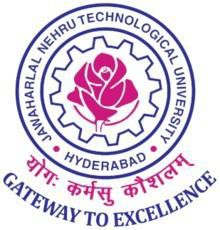 JAWAHARLAL NEHRU TECHNOLOGICAL UNIVERSITY
• HYDERABAD •
योगः कर्मसु कौशलम्
GATEWAY TO EXCELLENCE